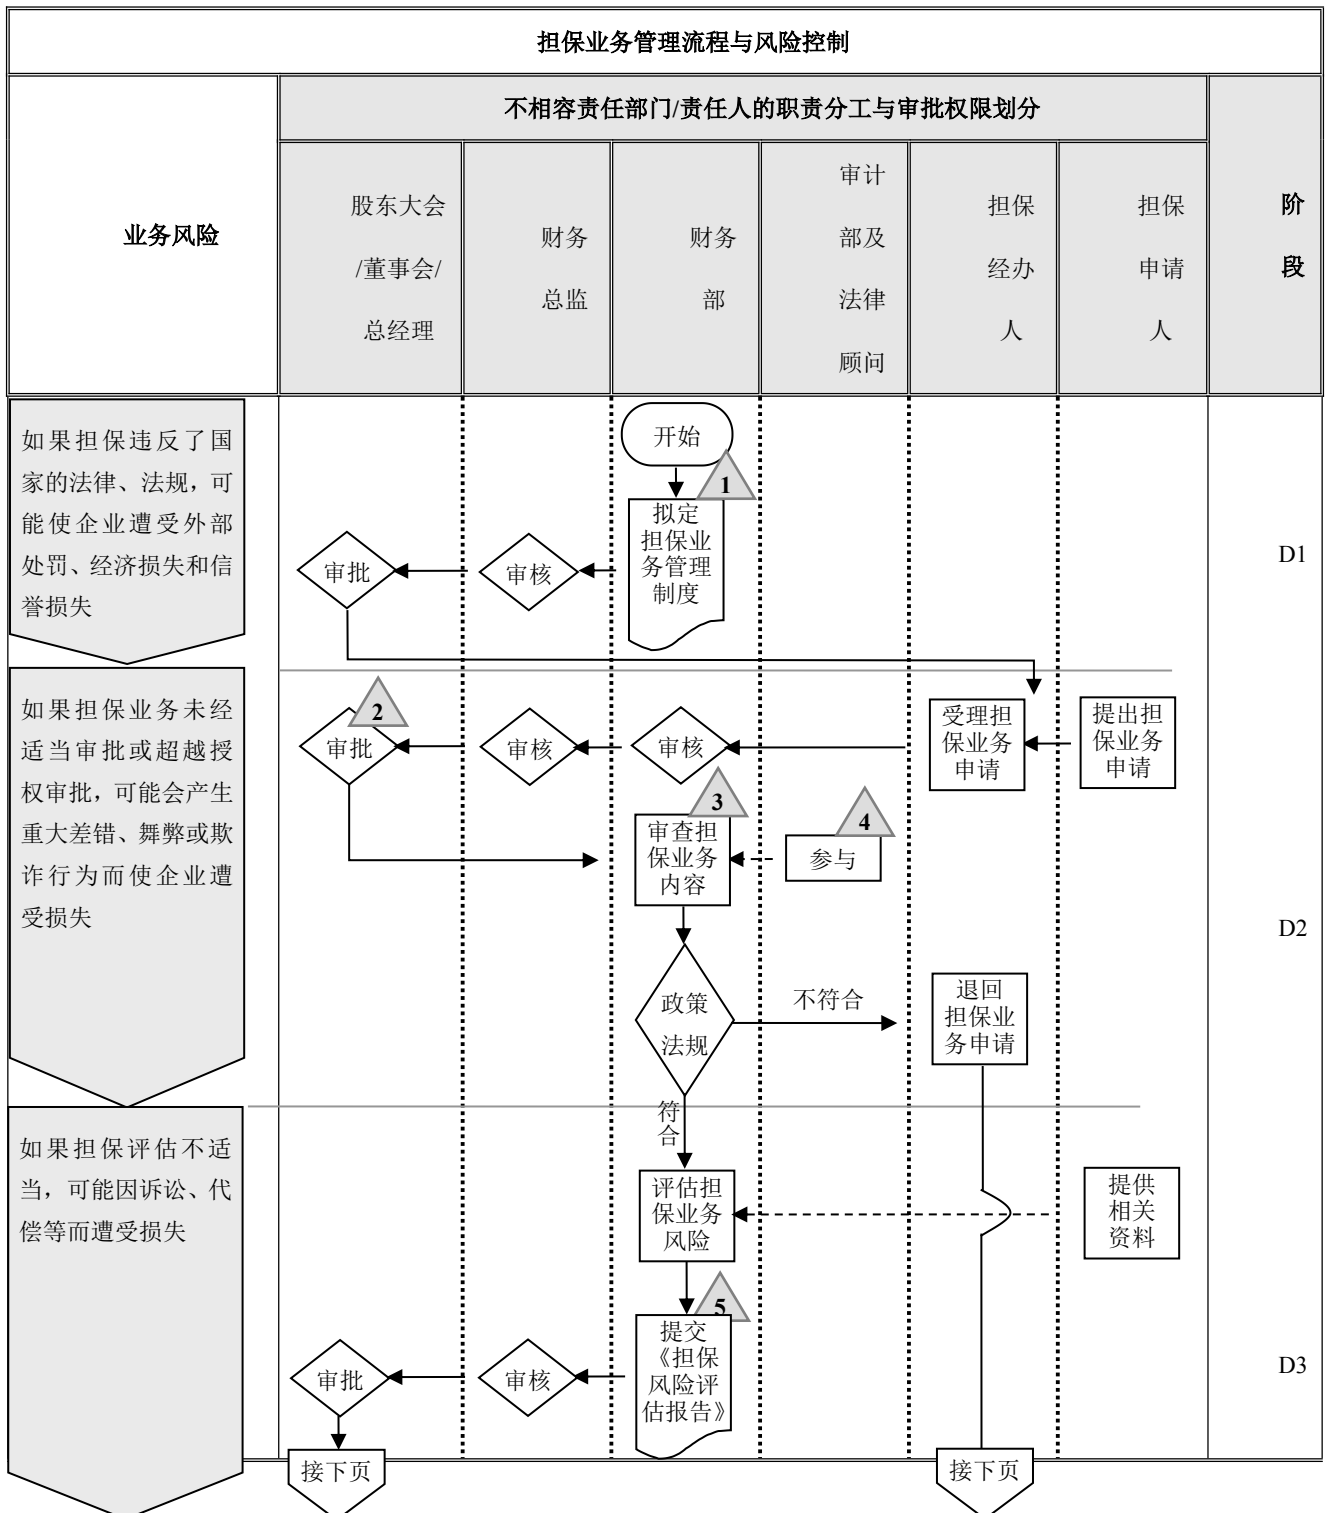 担保业务管理流程与风险控制
不相容责任部门/责任人的职责分工与审批权限划分
业务风险
股东大会
/董事会/
总经理
财务
总监
财务
部
审计
部及
法律
顾问
担保
经办
人
担保
申请
人
阶
段
如果担保违反了国
家的法律、法规，可
能使企业遭受外部
处罚、经济损失和信
誉损失
开始
1
拟定
担保业
务管理
制度
审核
审批
D1
如果担保业务未经
适当审批或超越授
权审批，可能会产生
重大差错、舞弊或欺
诈行为而使企业遭
受损失
2
审批
审核
审核
受理担
保业务
申请
提出担
保业务
申请
3
审查担
保业务
内容
4
参与
政策
法规
不符合
退回
担保业
务申请
D2
符
合
如果担保评估不适
当，可能因诉讼、代
偿等而遭受损失
评估担
保业务
风险
提供
相关
资料
5
提交
《担保
风险评
估报告》
审核
审批
D3
接下页
接下页